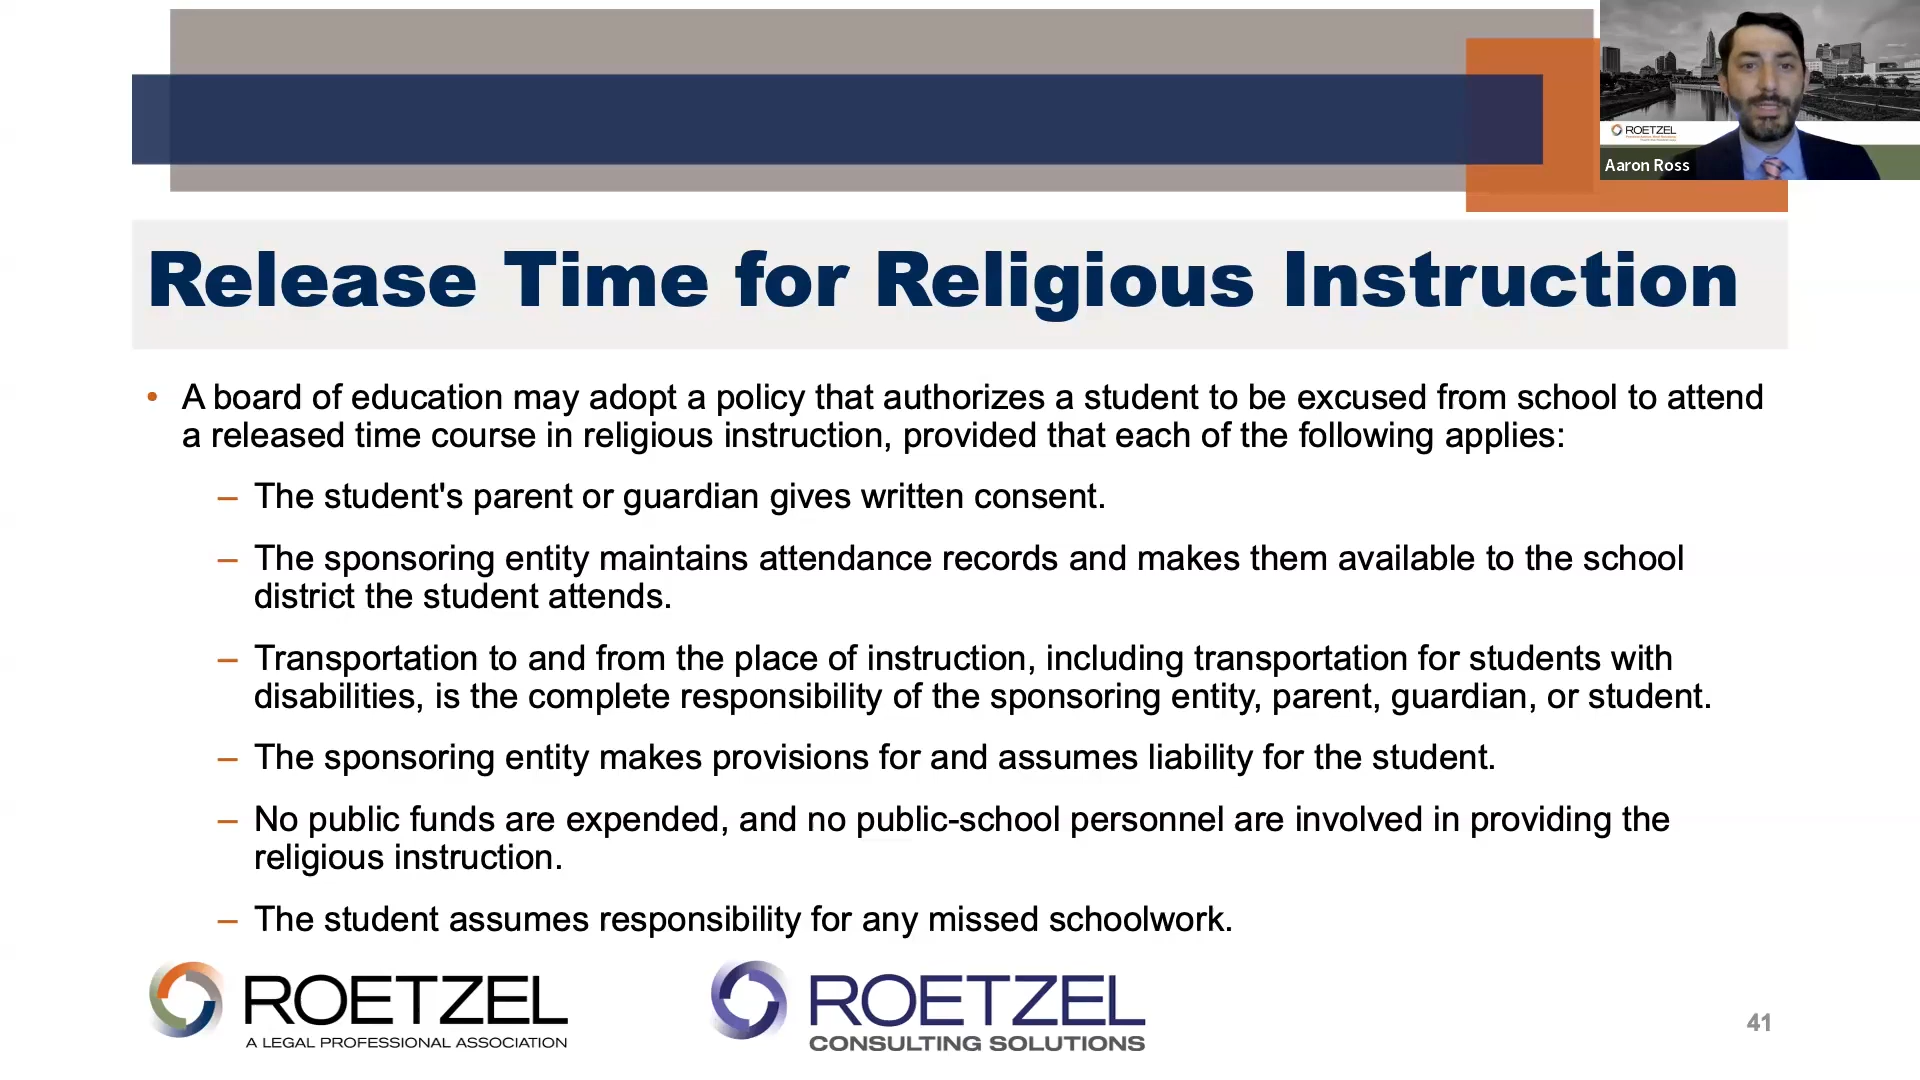 ROETZEL
Aaron Ross
Release Time for Religious Instruction
• A board of education may adopt a policy that authorizes a student to be excused from school to attend
a released time course in religious instruction, provided that each of the following applies:
– The student's parent or guardian gives written consent.
– The sponsoring entity maintains attendance records and makes them available to the school
district the student attends.
– Transportation to and from the place of instruction, including transportation for students with
disabilities, is the complete responsibility of the sponsoring entity, parent, guardian, or student.
– The sponsoring entity makes provisions for and assumes liability for the student.
– No public funds are expended, and no public-school personnel are involved in providing the
religious instruction.
– The student assumes responsibility for any missed schoolwork.
ROETZEL
A LEGAL PROFESSIONAL ASSOCIATION
ROETZEL
CONSULTING SOLUTIONS
41